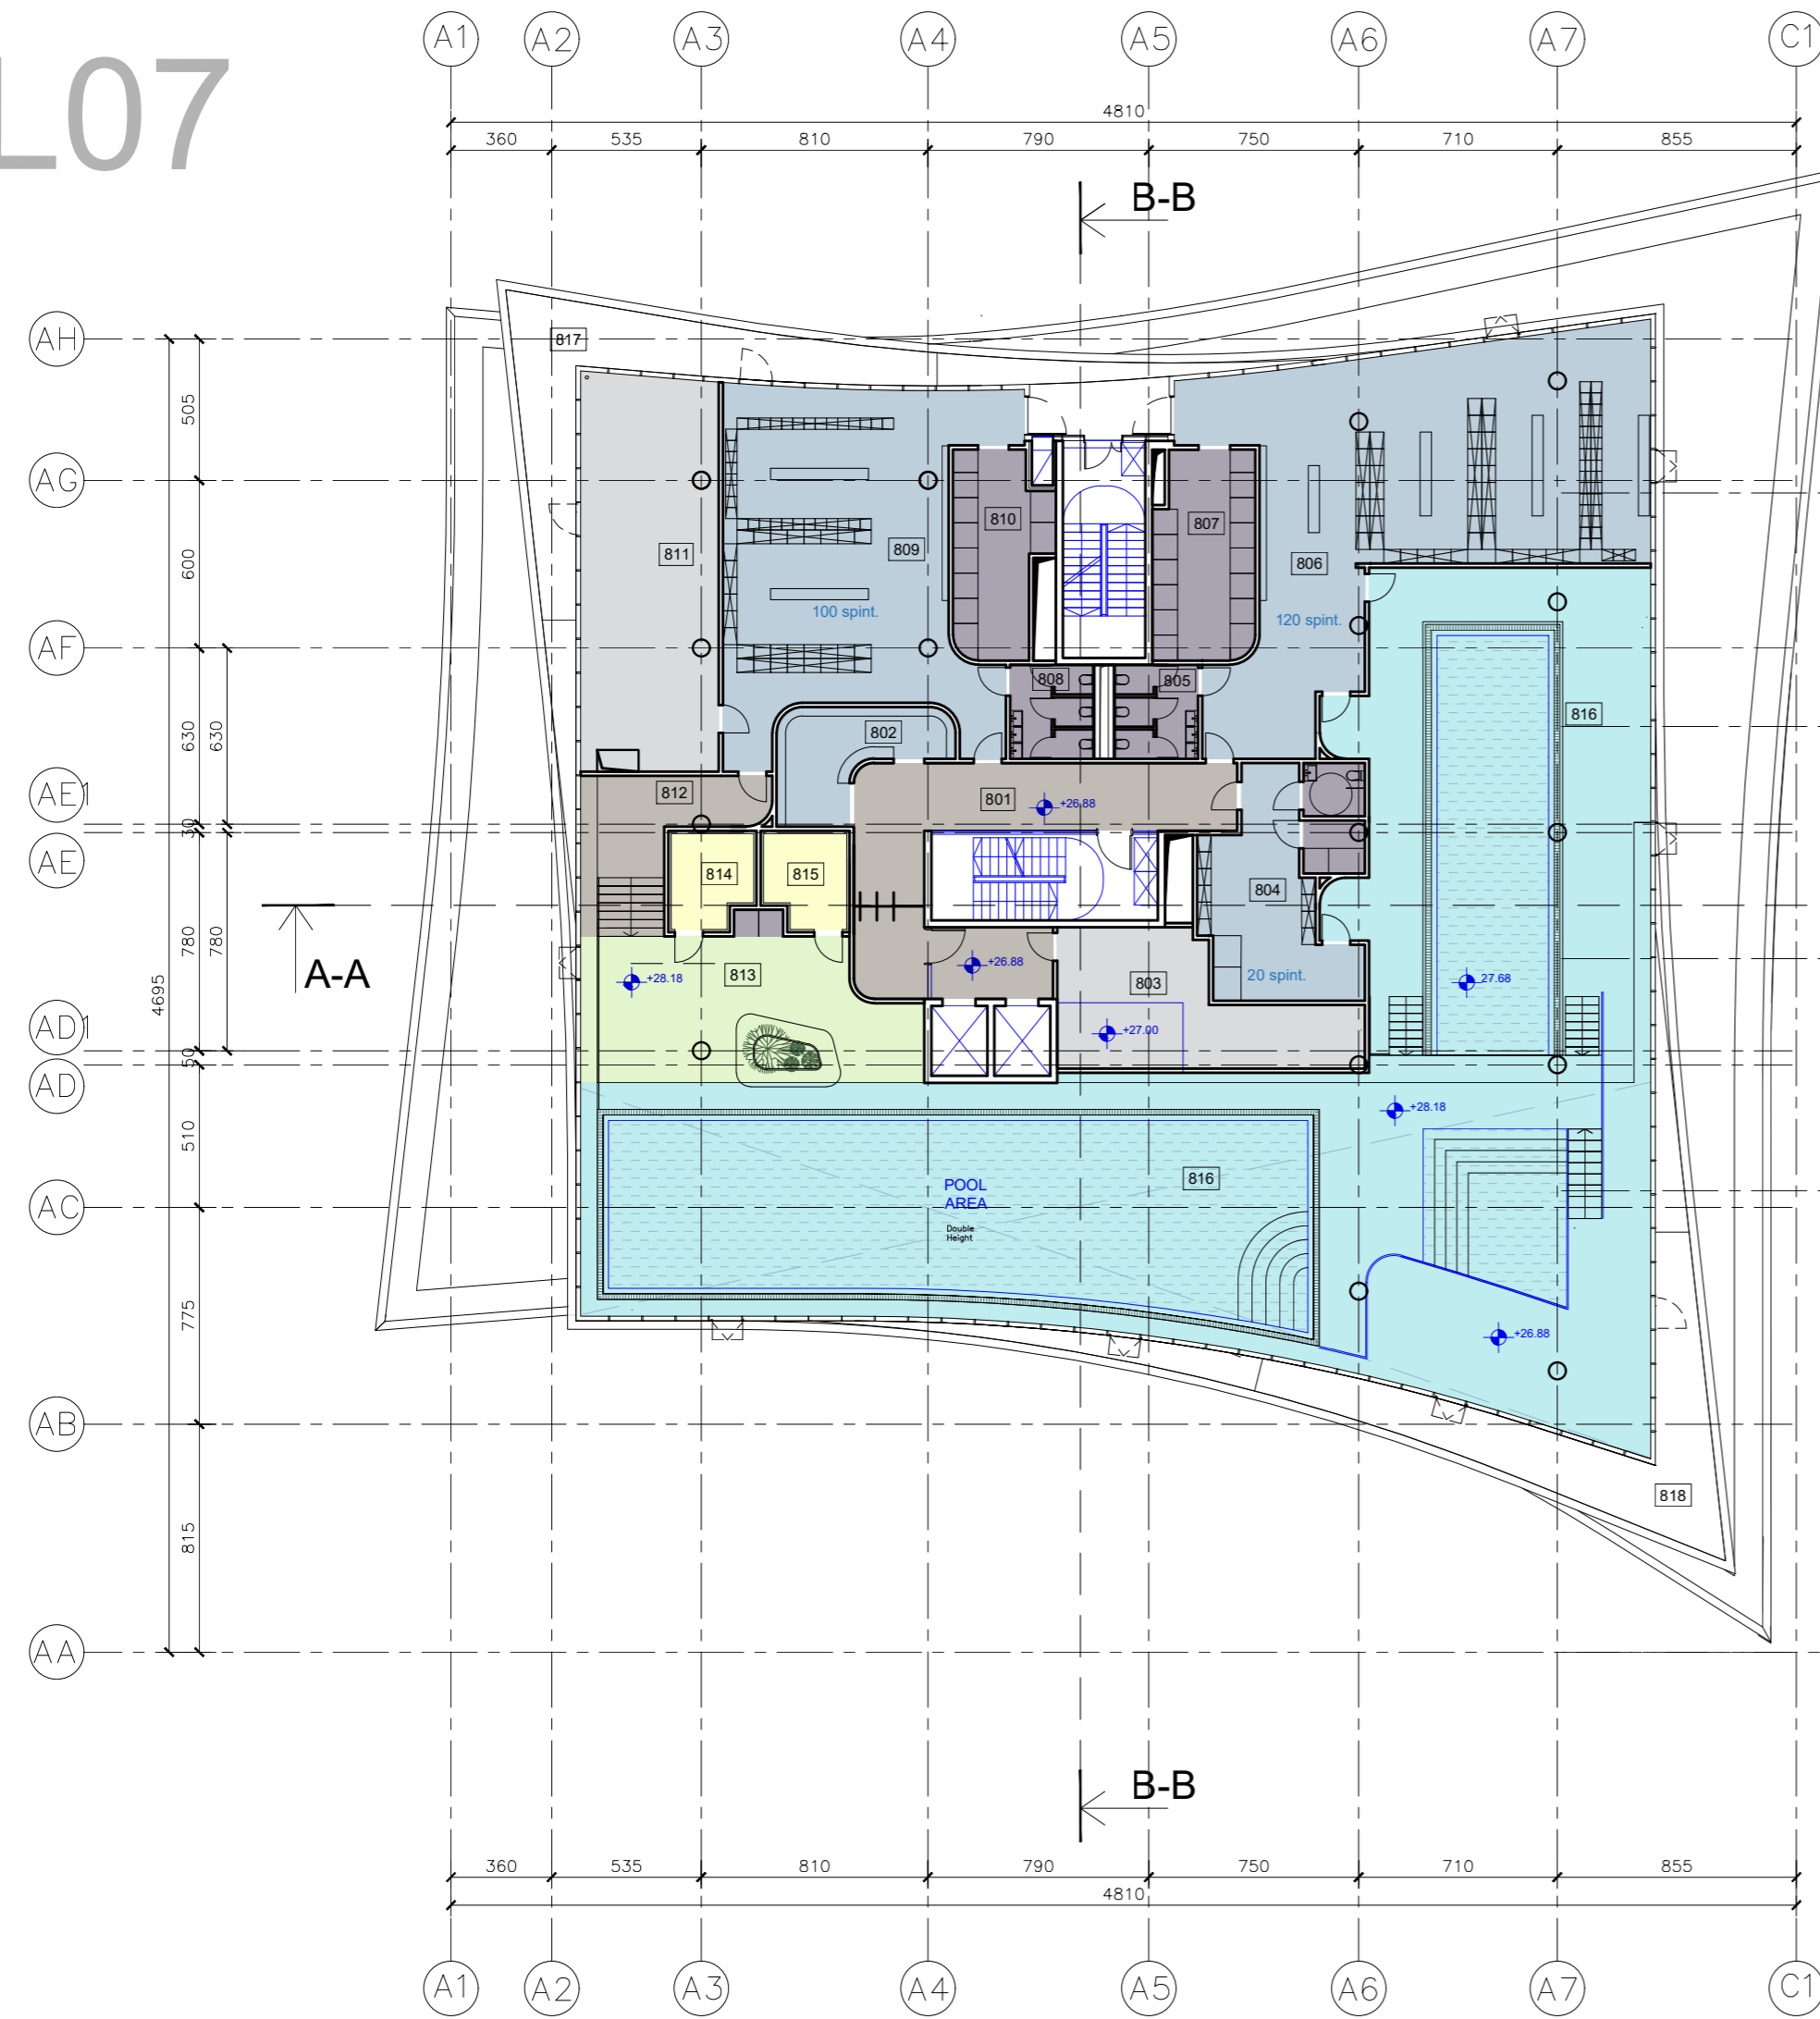 L07
A1 A2 A3 A4 A5 A6 A7 C1
4810
360 535 810 790 750 710 855
B-B
AH
817
505
AG
810 807
811 809 806
600
100 spint. 120 spint.
AF
808 805
816
802
630 630
AE1 812 801 +26.88
30
AE
814 815 804
A-A
780 780
813 +26.88 20 spint.
+28.18 803 27.68
4695
AD1 +27.00
50
AD
+28.18
510
816
POOL
AREA
AC
Double
Height
775
+26.88
AB
818
815
AA
B-B
360 535 810 790 750 710 855
4810
A1 A2 A3 A4 A5 A6 A7 C1